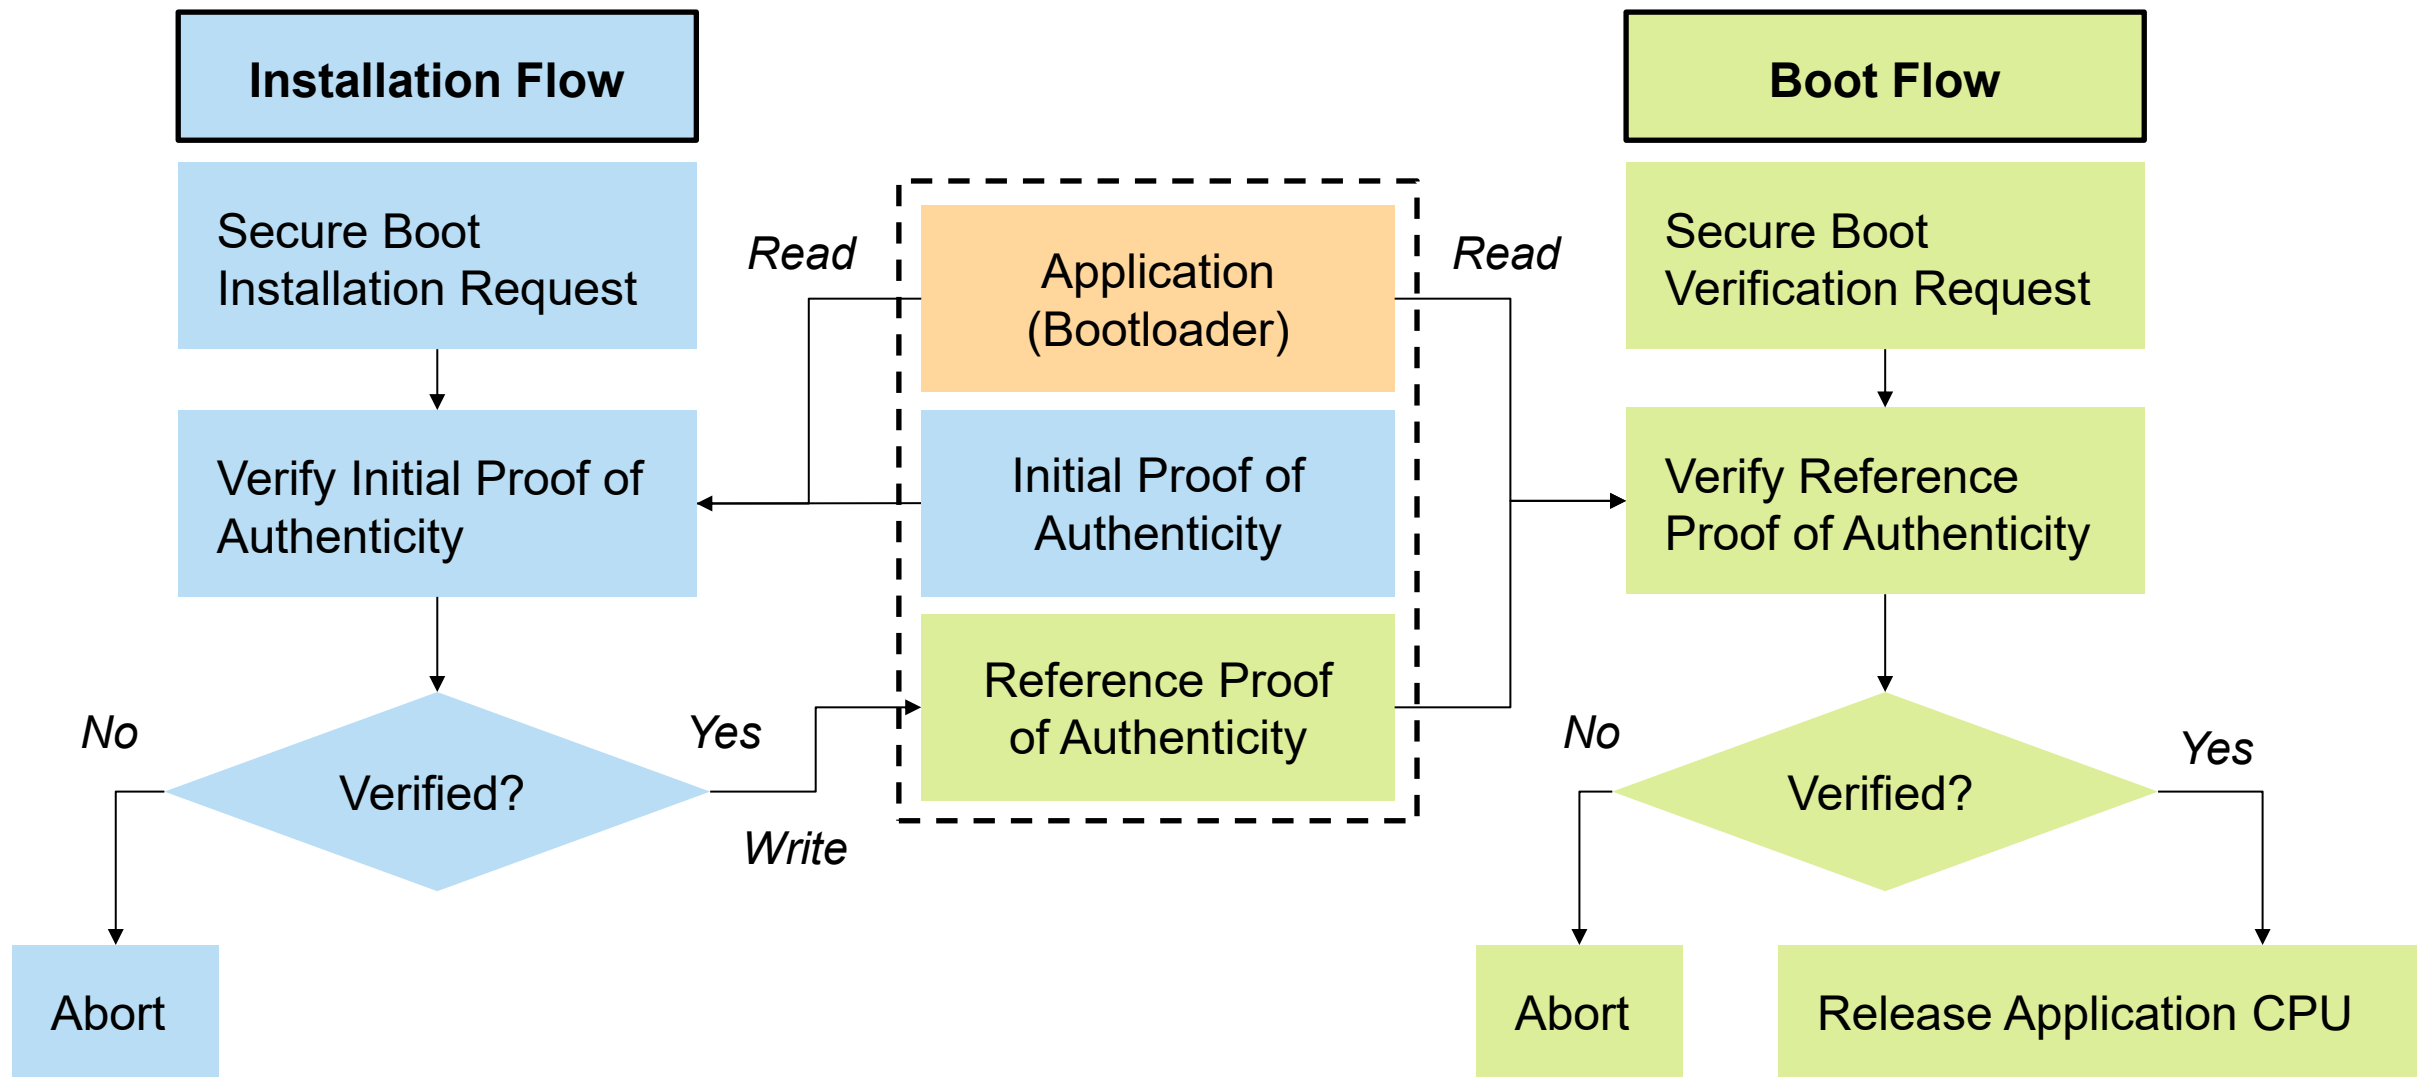 Installation Flow
Secure Boot
Installation Request
Verify Initial Proof of
Authenticity
Verified?
No
Yes
Write
Abort
Read
Application
(Bootloader)
Initial Proof of
Authenticity
Reference Proof
of Authenticity
Read
Boot Flow
Secure Boot
Verification Request
Verify Reference
Proof of Authenticity
Verified?
No
Yes
Abort
Release Application CPU